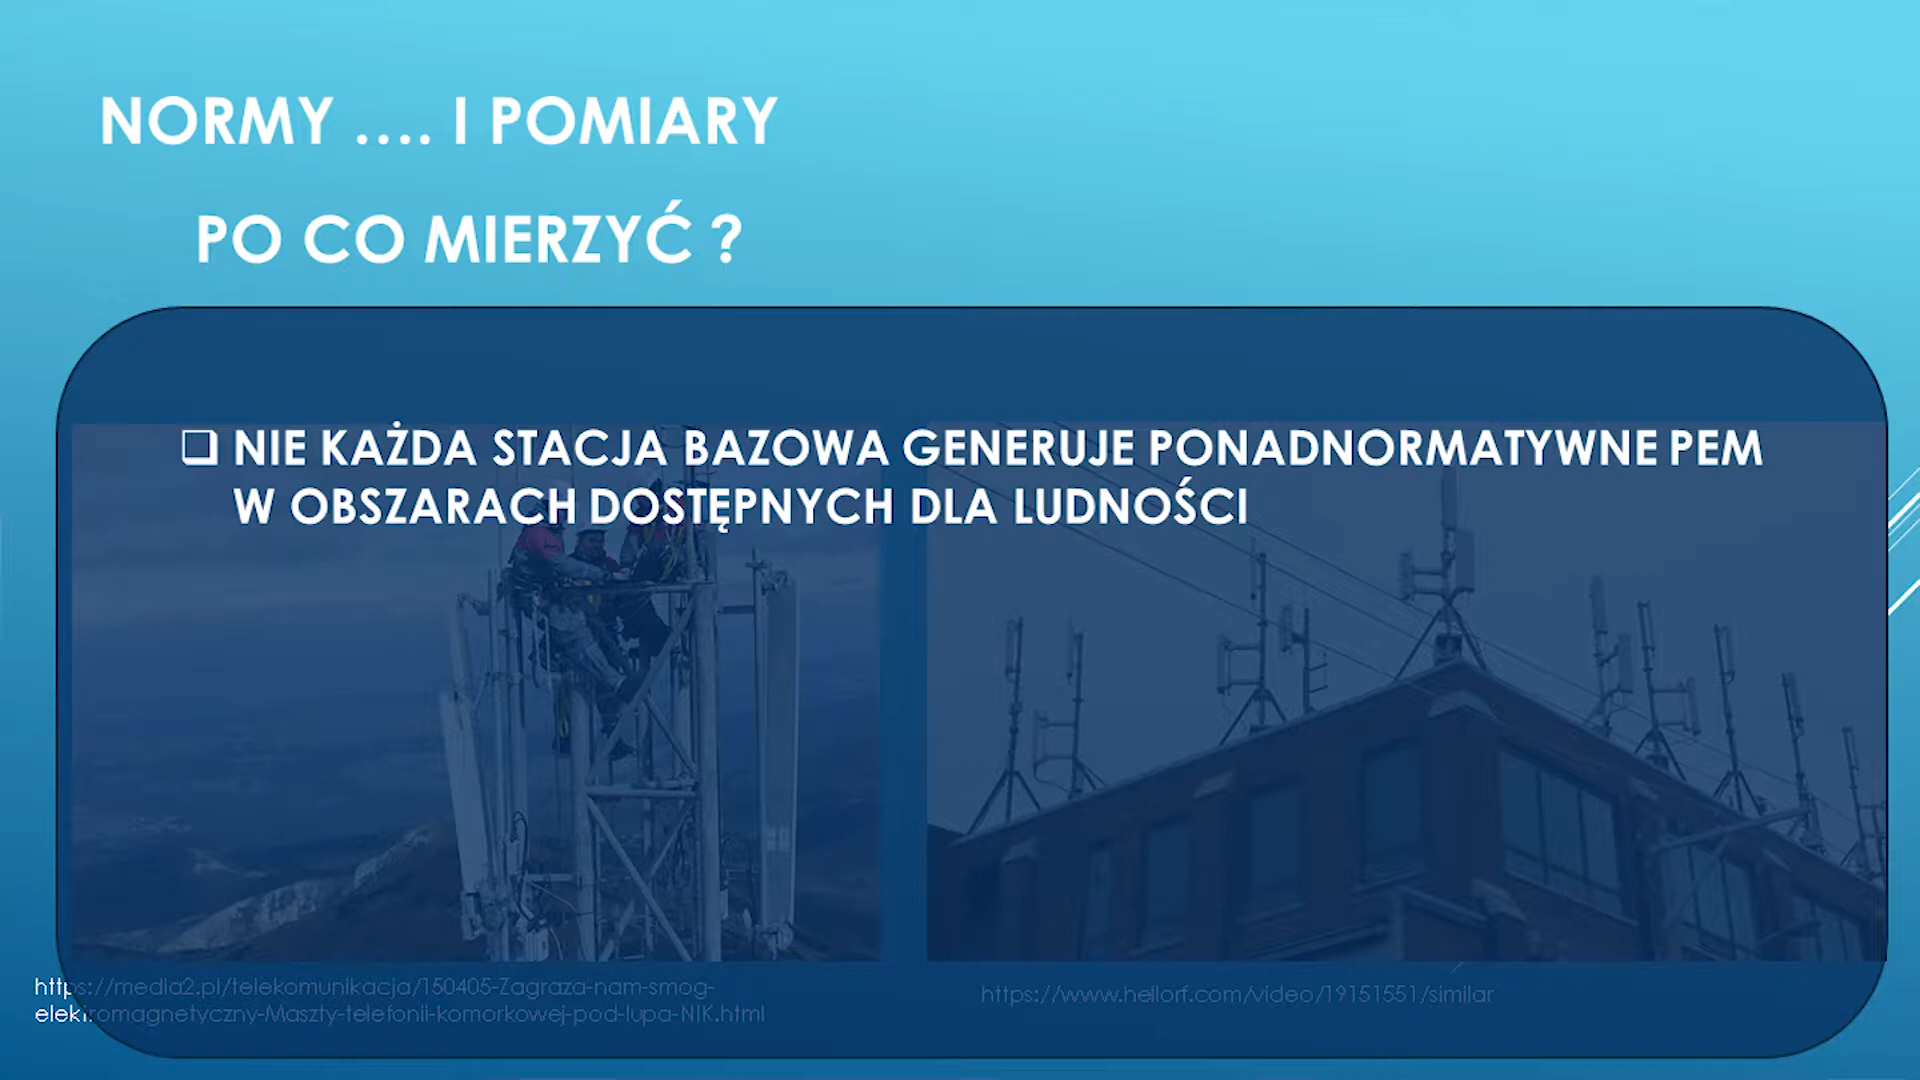 NORMY .... I POMIARY
PO CO MIERZYĆ ?
❑ NIE KAŻDA STACJA BAZOWA GENERUJE PONADNORMATYWNE PEM
W OBSZARACH DOSTĘPNYCH DLA LUDNOŚCI
https://media2.pl/telekomunikacja/150405-Zagraza-nam-smog-
elektromagnetyczny-Maszty-telefonii-komorkowej-pod-lupa-NIK.html
https://www.hellorf.com/video/19151551/similar